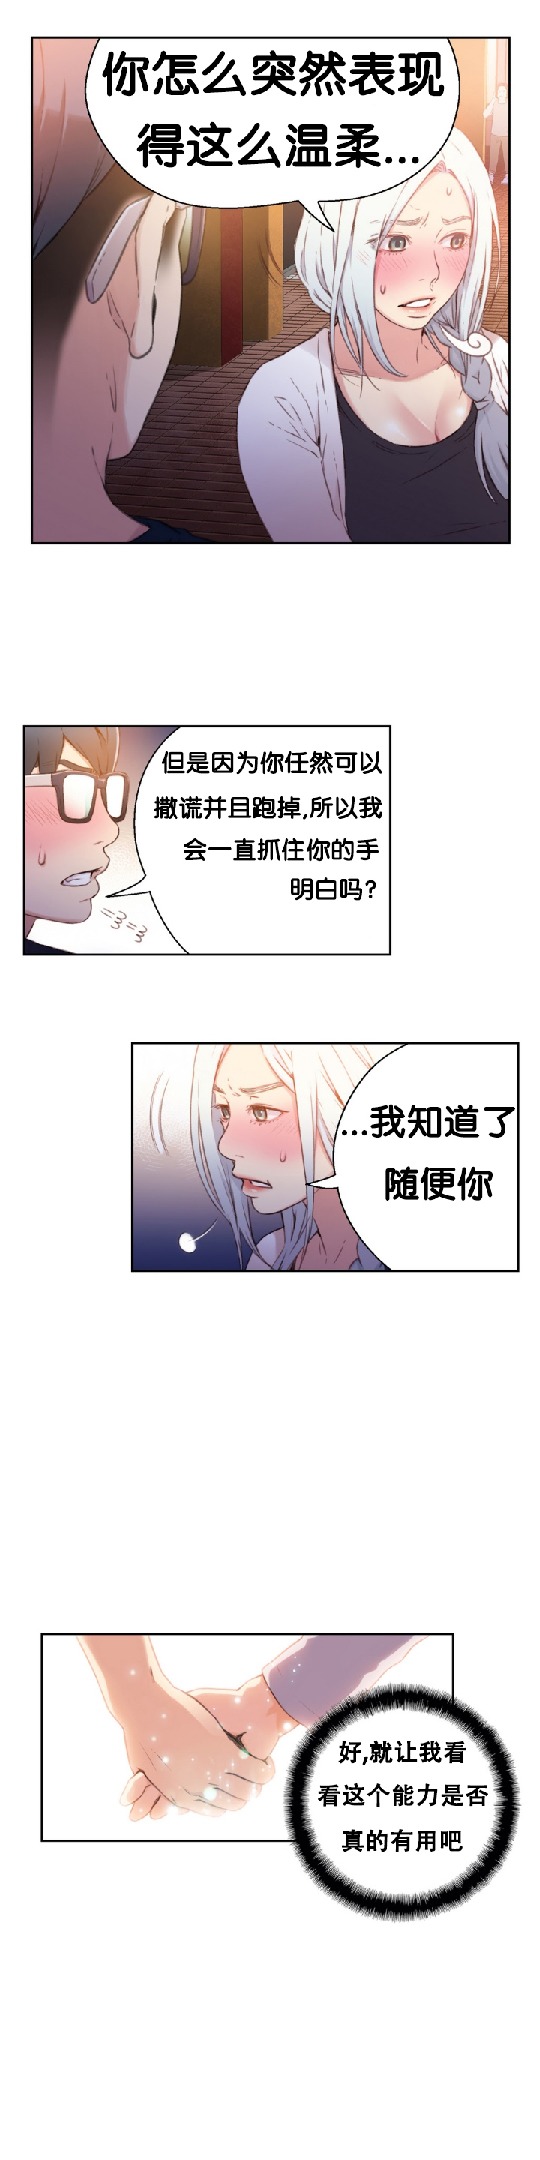 你怎么突然表现
得这么温柔...
但是因为你任然可以
撒谎并且跑掉,所以我
会一直抓住你的手
明白吗?
...我知道了
随便你
好,就让我看
看这个能力是否
真的有用吧